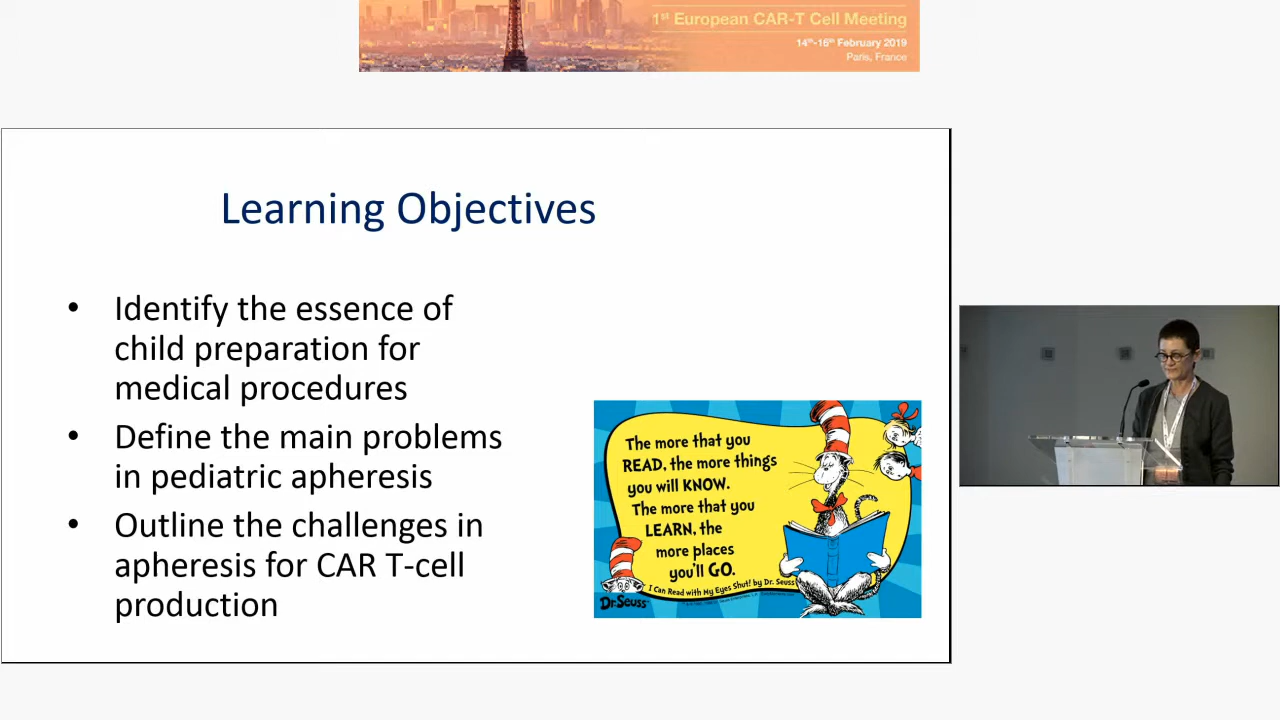 1st European CAR-T Cell Meeting
14th-16th February 2019
Paris, France
Learning Objectives
• Identify the essence of
child preparation for
medical procedures
• Define the main problems
in pediatric apheresis
• Outline the challenges in
apheresis for CAR T-cell
production
The more that you
READ, the more things
you will KNOW.
The more that you
LEARN, the
more places
you'll GO.
I Can Read with My Eyes Shut! by Dr. Seuss
Dr. Seuss